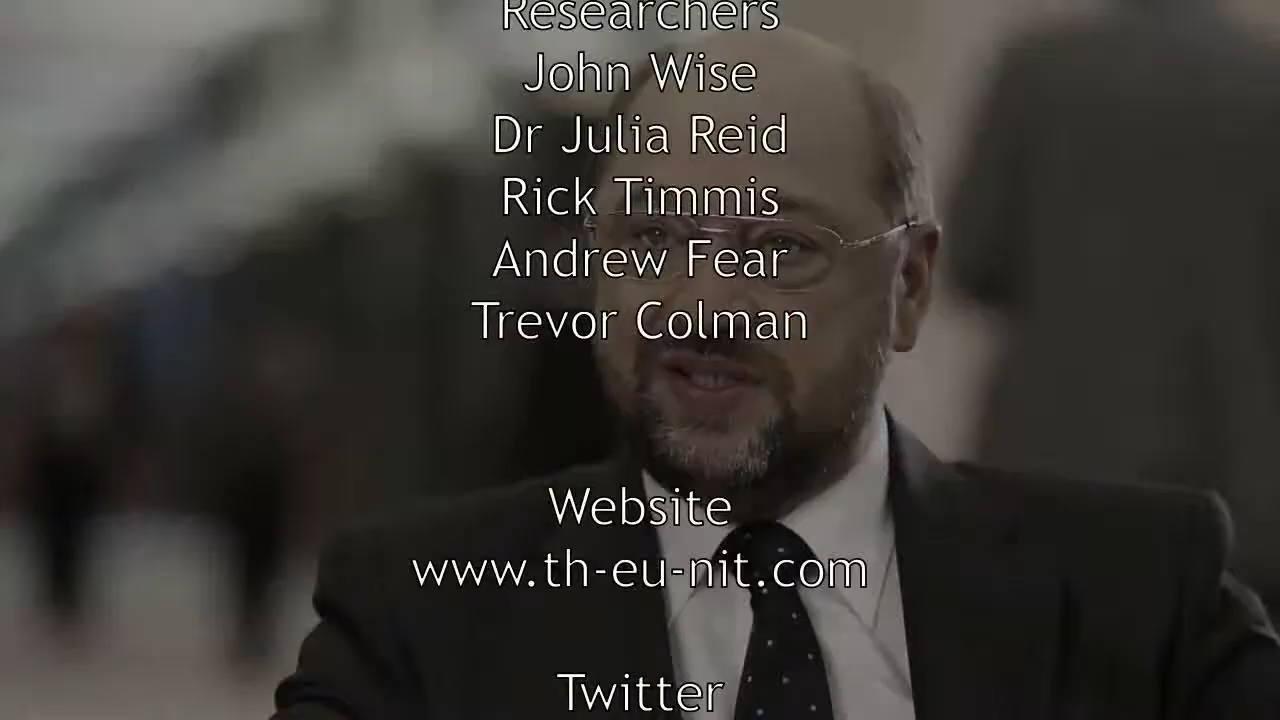 Researchers
John Wise
Dr Julia Reid
Rick Timmis
Andrew Fear
Trevor Colman
Website
www.th-eu-nit.com
Twitter